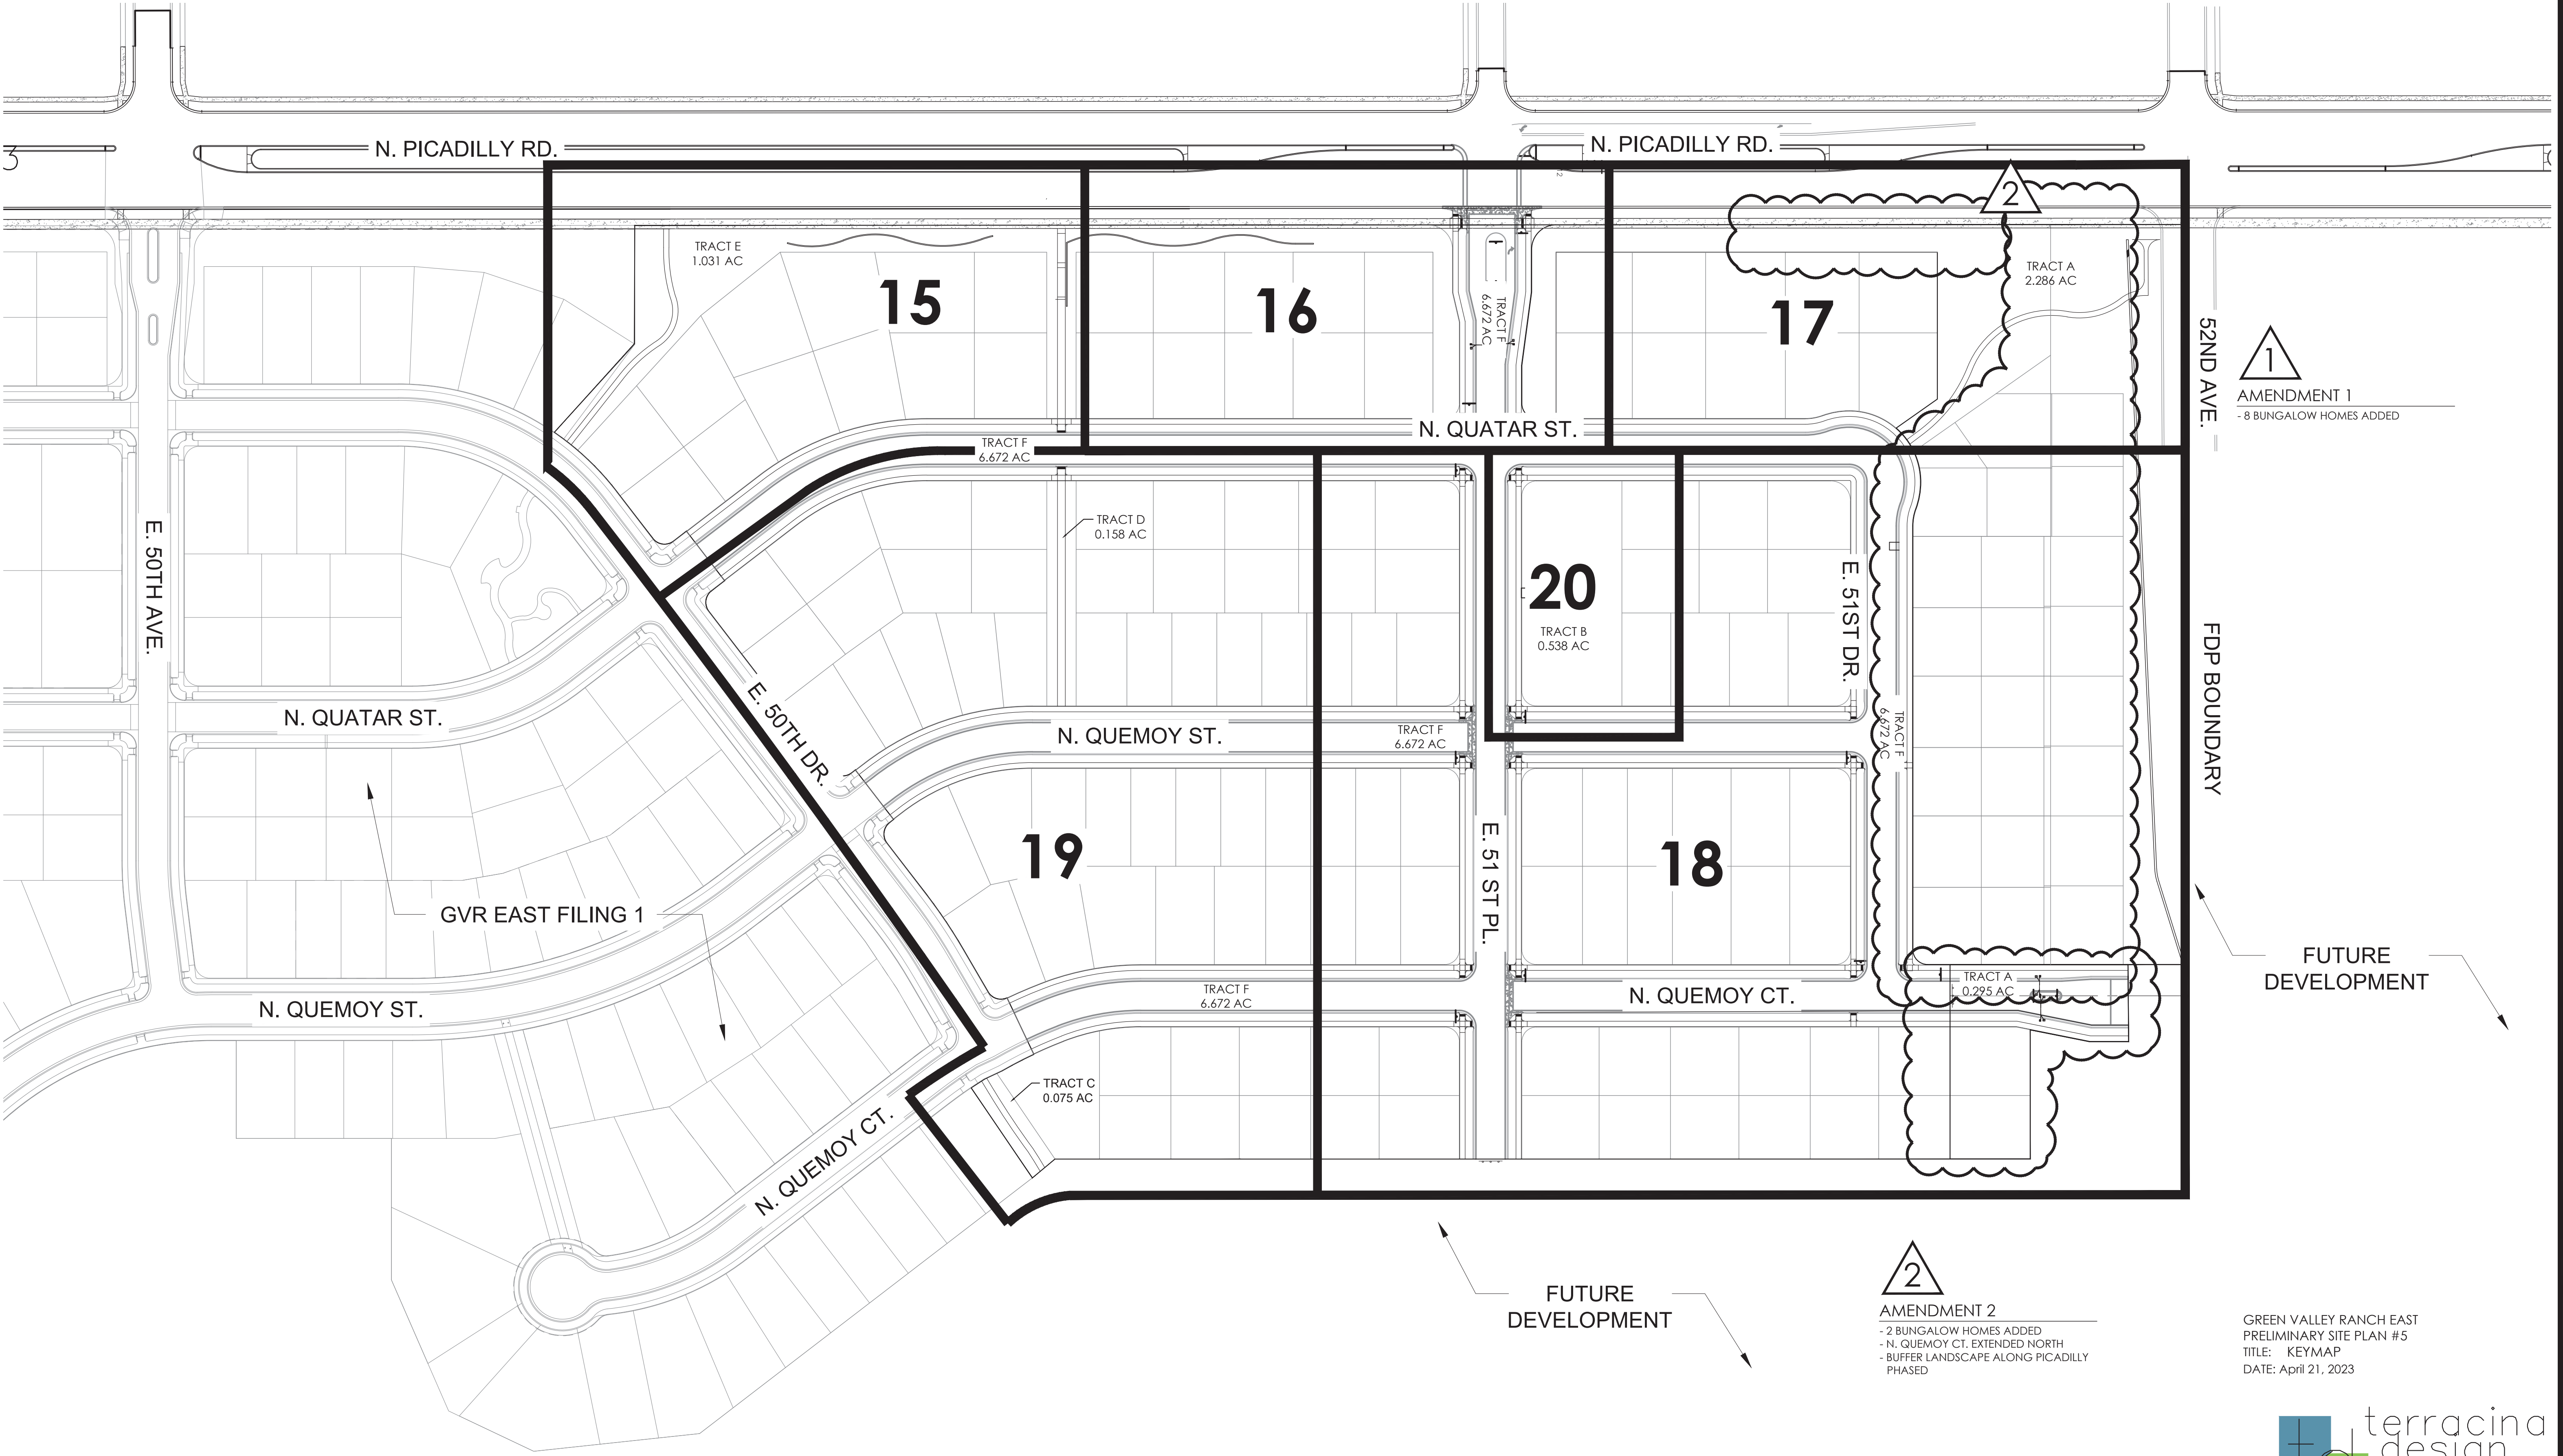 N. PICADILLY RD.
N. PICADILLY RD.
2
TRACT E
1.031 AC
15
16
TRACT F
6.672 AC
17
TRACT A
2.286 AC
52ND AVE.
1
AMENDMENT 1
- 8 BUNGALOW HOMES ADDED
N. QUATAR ST.
TRACT F
6.672 AC
E. 50TH AVE.
TRACT D
0.158 AC
20
TRACT B
0.538 AC
E. 51ST DR.
FDP BOUNDARY
N. QUATAR ST.
E. 50TH DR.
N. QUEMOY ST.
TRACT F
6.672 AC
TRACT F
6.672 AC
19
E. 51 ST PL.
18
GVR EAST FILING 1
FUTURE
DEVELOPMENT
N. QUEMOY ST.
TRACT F
6.672 AC
N. QUEMOY CT.
TRACT A
0.295 AC
TRACT C
0.075 AC
N. QUEMOY CT.
FUTURE
DEVELOPMENT
2
AMENDMENT 2
- 2 BUNGALOW HOMES ADDED
- N. QUEMOY CT. EXTENDED NORTH
- BUFFER LANDSCAPE ALONG PICADILLY
PHASED
GREEN VALLEY RANCH EAST
PRELIMINARY SITE PLAN #5
TITLE: KEYMAP
DATE: April 21, 2023
td
terracina
design